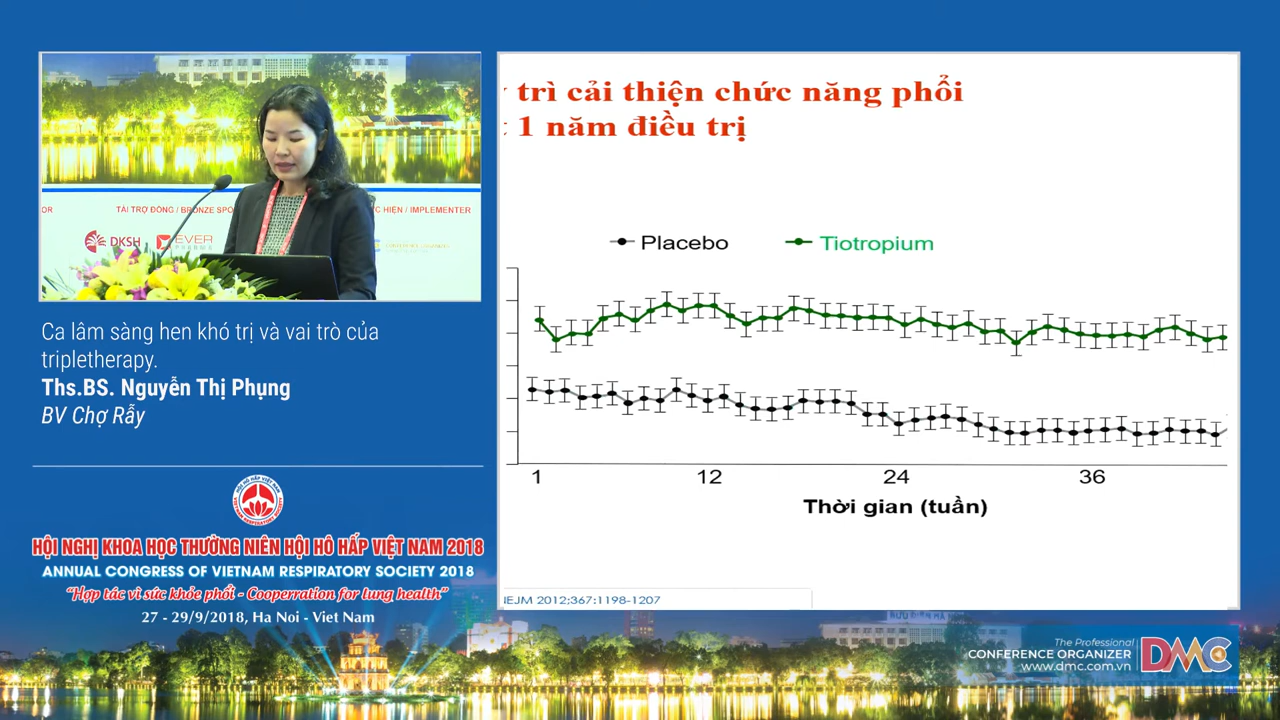 OR
TÀI TRỢ ĐỒNG / BRONZE SPO
C HIỆN / IMPLEMENTER
DKSH
EVER
Ca lâm sàng hen khó trị và vai trò của
tripletherapy.
Ths.BS. Nguyễn Thị Phụng
BV Chợ Rẫy
HỘI NGHỊ KHOA HỌC THƯỜNG NIÊN HỘI HÔ HẤP VIỆT NAM 2018
ANNUAL CONGRESS OF VIETNAM RESPIRATORY SOCIETY 2018
"Hợp tác vì sức khỏe phổi - Cooperration for lung health"
27 - 29/9/2018, Ha Noi - Viet Nam
trì cải thiện chức năng phổi
1 năm điều trị
Placebo
Tiotropium
1 12 24 36
Thời gian (tuần)
NEJM 2012;367:1198-1207
The Professional
CONFERENCE ORGANIZER
www.dmc.com.vn
DMC